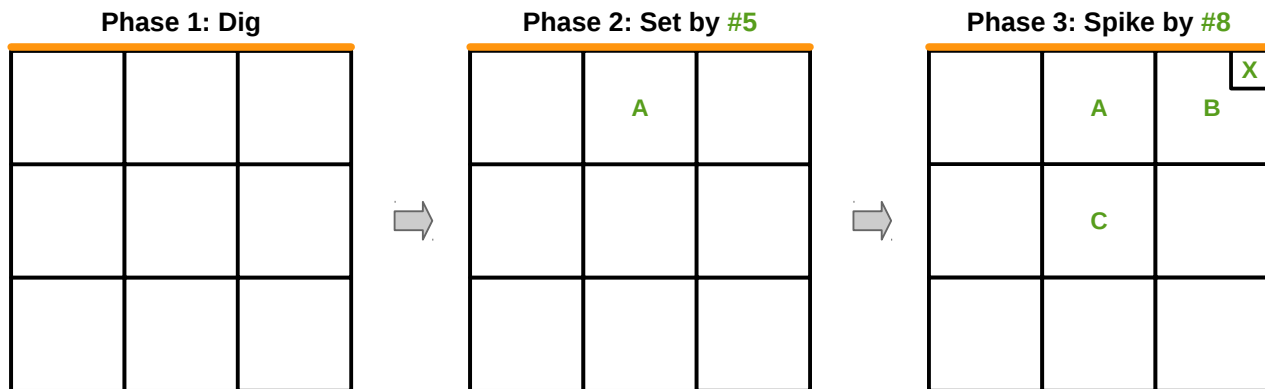 Phase 1: Dig
Phase 2: Set by #5
Phase 3: Spike by #8
X
A
A
B
C